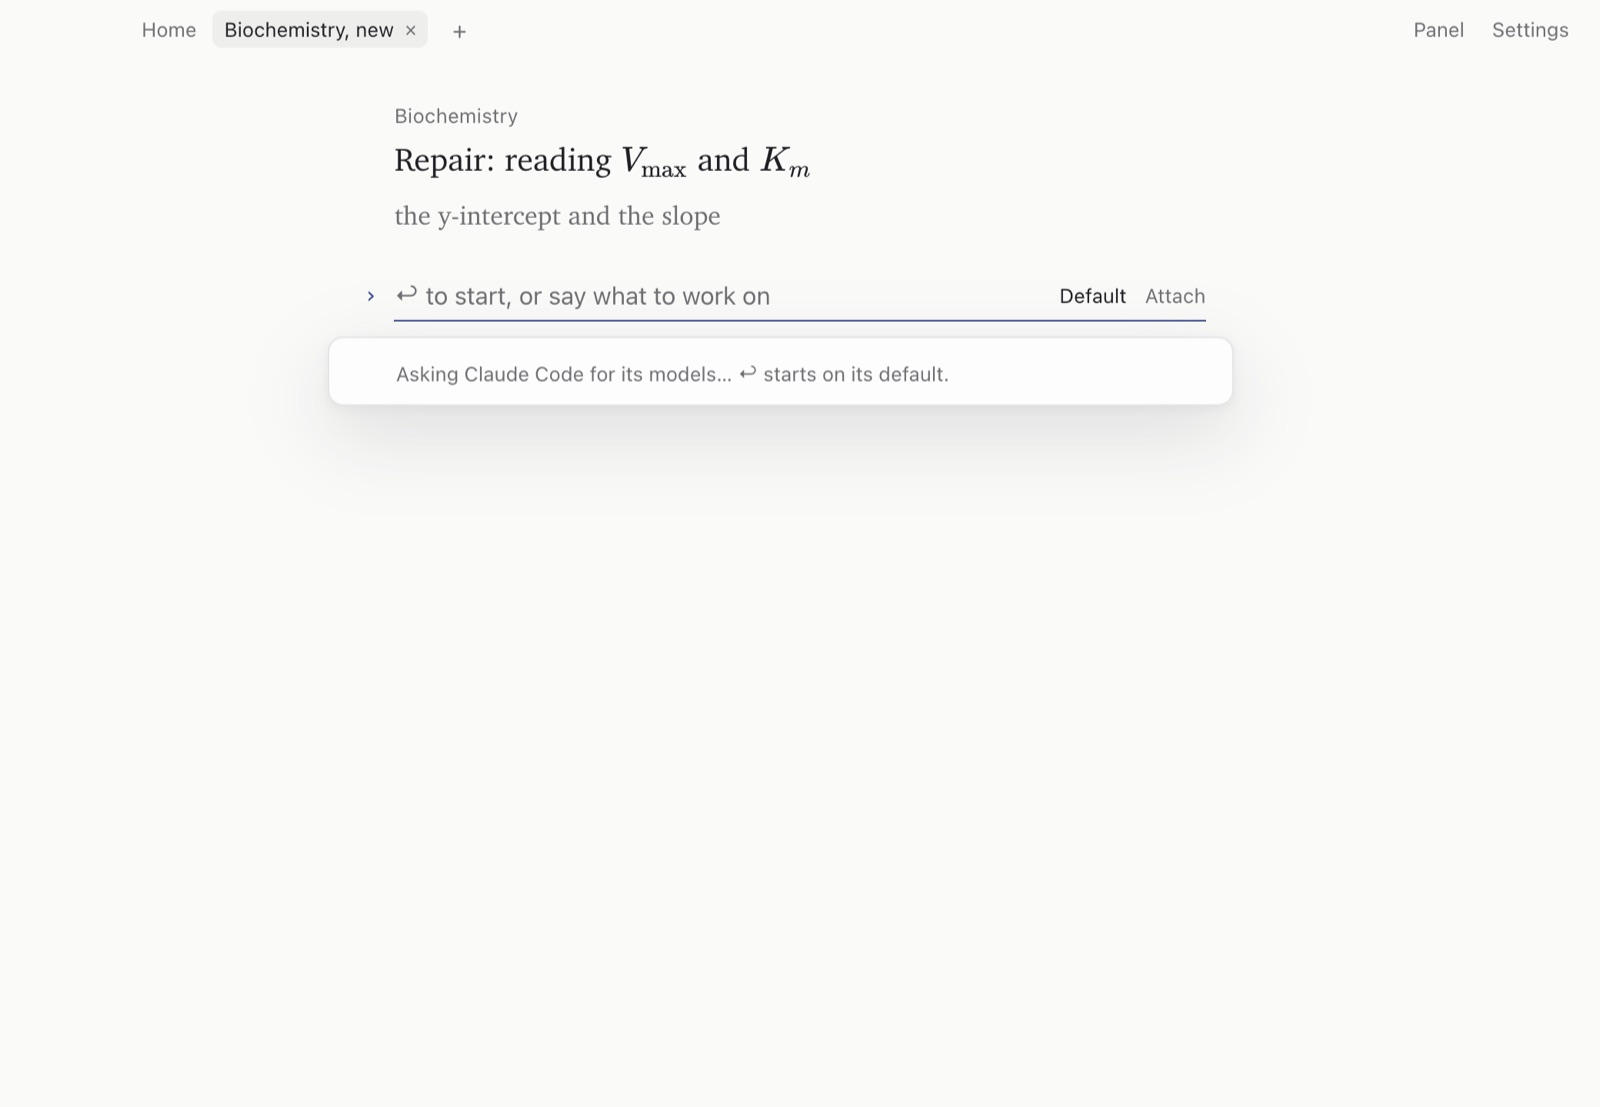 Home Biochemistry, new × + Panel Settings
Biochemistry
Repair: reading Vmax and Km
the y-intercept and the slope
› ↩ to start, or say what to work on Default Attach
Asking Claude Code for its models... ↩ starts on its default.